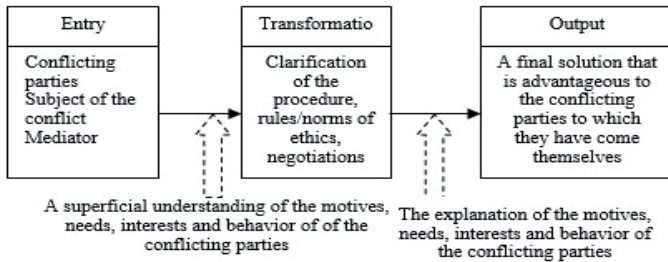 Entry
Conflicting
parties
Subject of the
conflict
Mediator
Transformatio
Clarification
of the
procedure,
rules/norms of
ethics,
negotiations
Output
A final solution that
is advantageous to
the conflicting
parties to which
they have come
themselves
A superficial understanding of the motives,
needs, interests and behavior of of the
conflicting parties
The explanation of the motives,
needs, interests and behavior of
the conflicting parties